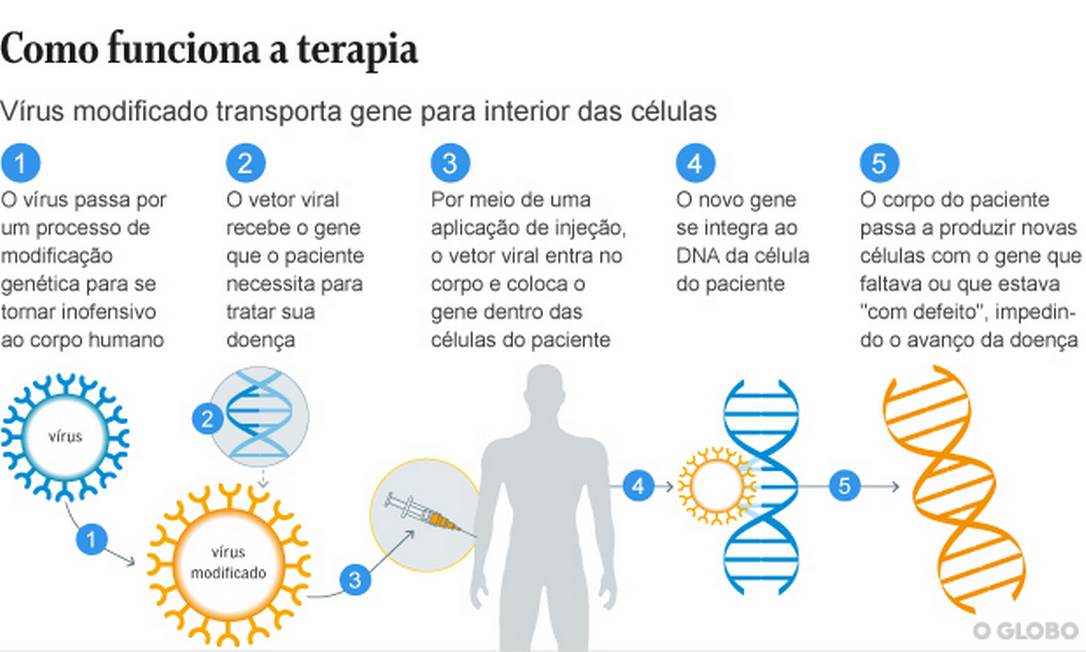 Como funciona a terapia
Vírus modificado transporta gene para interior das células
1
O vírus passa por
um processo de
modificação
genética para se
tornar inofensivo
ao corpo humano
2
O vetor viral
recebe o gene
que o paciente
necessita para
tratar sua
doença
3
Por meio de uma
aplicação de injeção,
o vetor viral entra no
corpo e coloca o
gene dentro das
células do paciente
4
O novo gene
se integra ao
DNA da célula
do paciente
5
O corpo do paciente
passa a produzir novas
células com o gene que
faltava ou que estava
"com defeito", impedin-
do o avanço da doença
vírus
1
2
vírus
modificado
3
4
5
O GLOBO